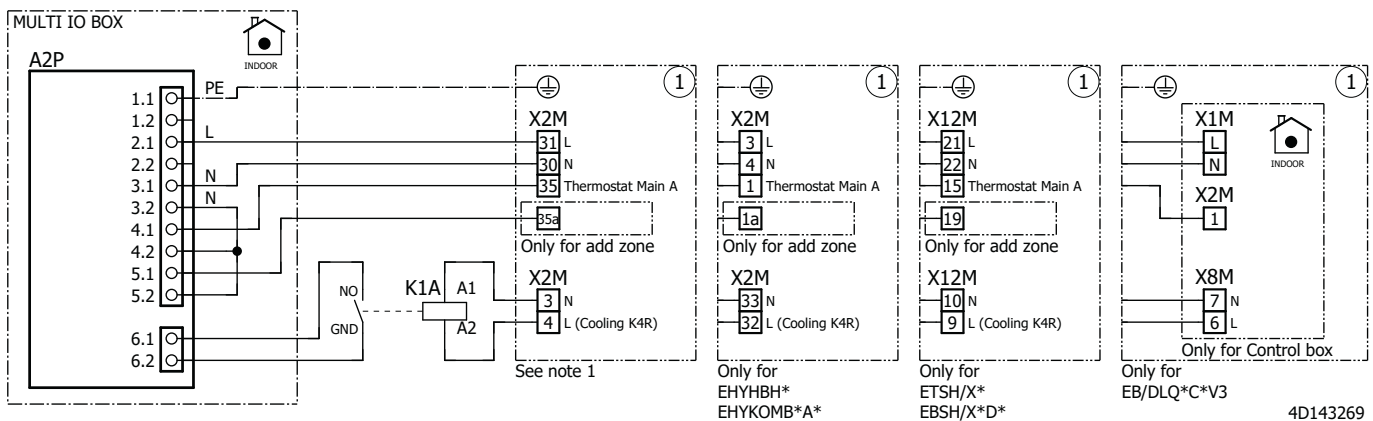 MULTI IO BOX
INDOOR
A2P
1.1
1.2
2.1
2.2
3.1
3.2
4.1
4.2
5.1
5.2
6.1
6.2
PE
L
N
N
NO
GND
K1A
A1
A2
1
X2M
31 L
30 N
35 Thermostat Main A
35a
Only for add zone
X2M
3 N
4 L (Cooling K4R)
See note 1
1
X2M
3 L
4 N
1 Thermostat Main A
1a
Only for add zone
X2M
33 N
32 L (Cooling K4R)
Only for
EHYHBH*
EHYKOMB*A*
1
X12M
21 L
22 N
15 Thermostat Main A
19
Only for add zone
X12M
10 N
9 L (Cooling K4R)
Only for
ETSH/X*
EBSH/X*D*
1
X1M
L
N
INDOOR
X2M
1
X8M
7 N
6 L
Only for Control box
Only for
EB/DLQ*C*V3
4D143269